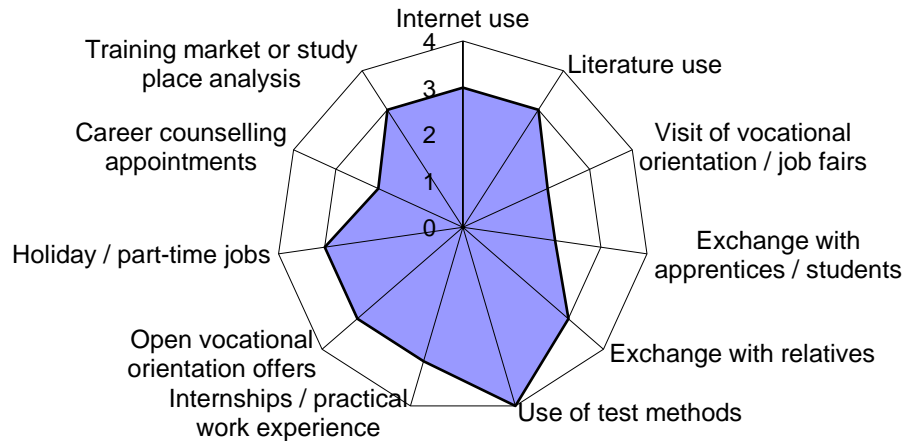 Internet use
Literature use
Visit of vocational
orientation / job fairs
Exchange with
apprentices / students
Exchange with relatives
Use of test methods
Internships / practical
work experience
Open vocational
orientation offers
Holiday / part-time jobs
Career counselling
appointments
Training market or study
place analysis
4
3
2
1
0